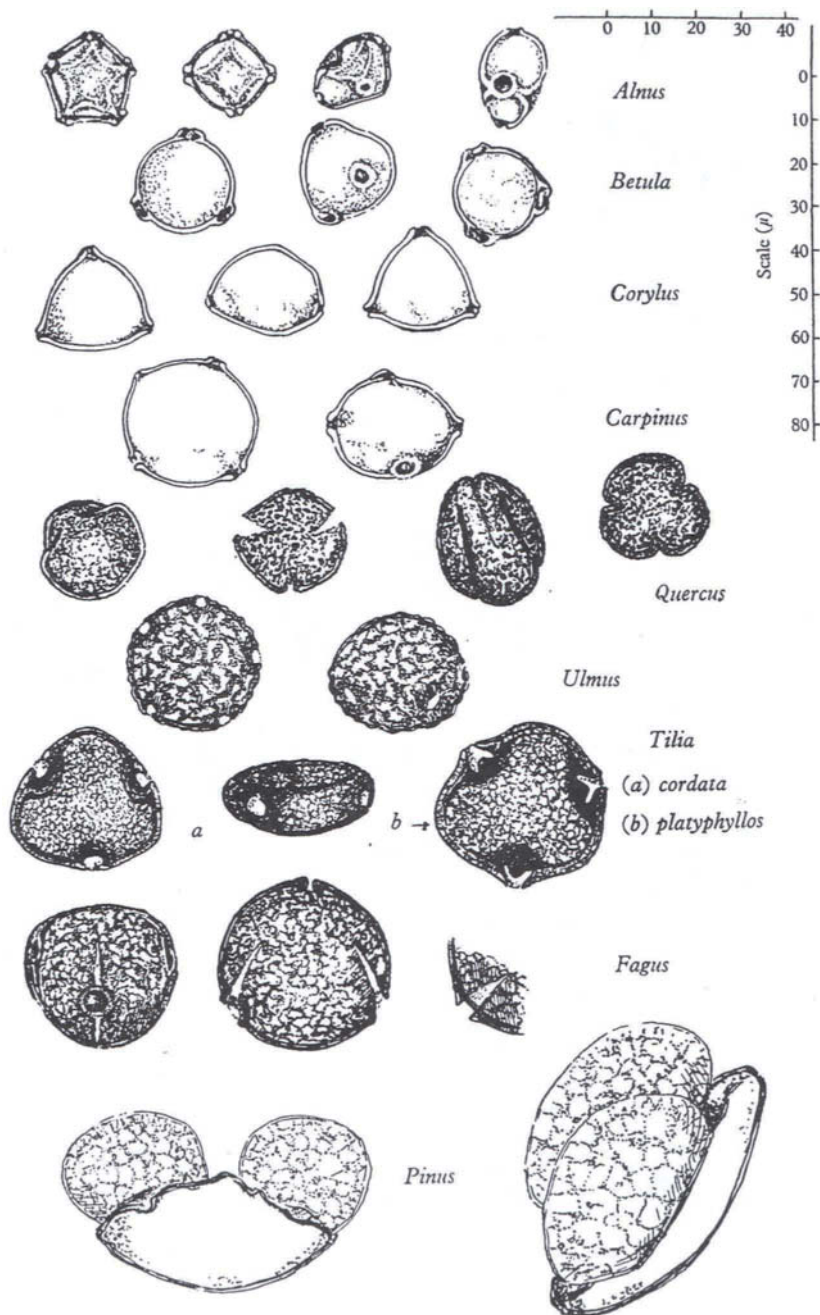 0 10 20 30 40
Alnus
0
10
Betula
20
30
Scale (μ)
40
Corylus
50
60
70
Carpinus
80
Quercus
Ulmus
Tilia
(a) cordata
a
b →
(b) platyphyllos
Fagus
Pinus